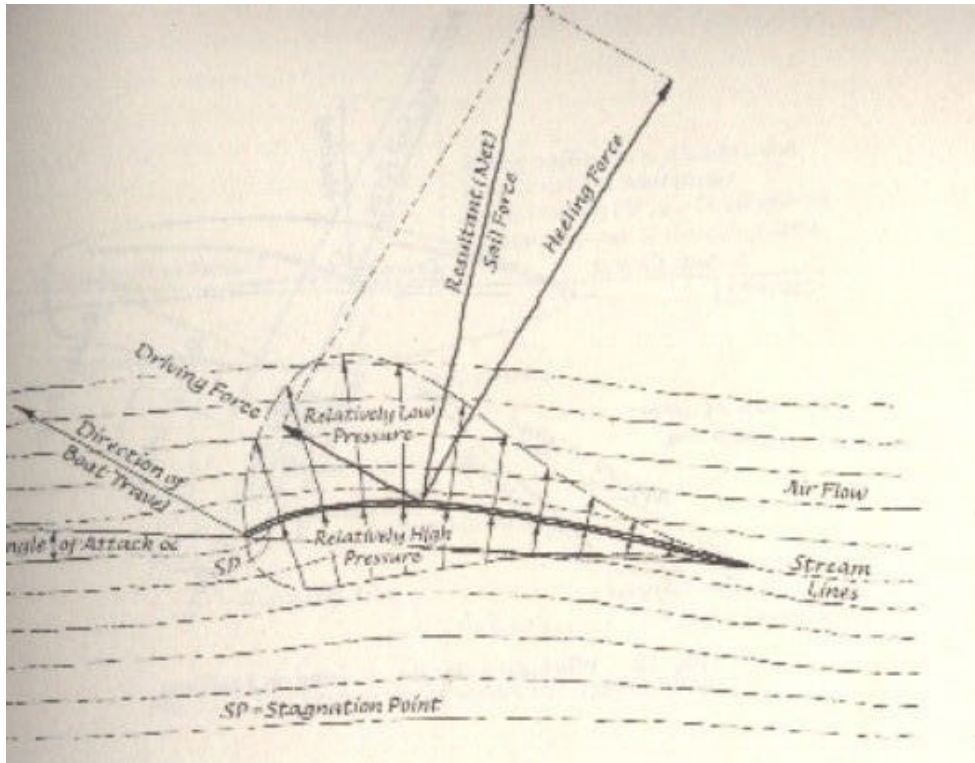 Resultant (Net)
Sail Force
Heeling Force
Driving Force
Relatively Low
Pressure
Direction of
Boat Travel
Air Flow
ngle of Attack α
SP
Relatively High
Pressure
Stream
Lines
SP = Stagnation Point